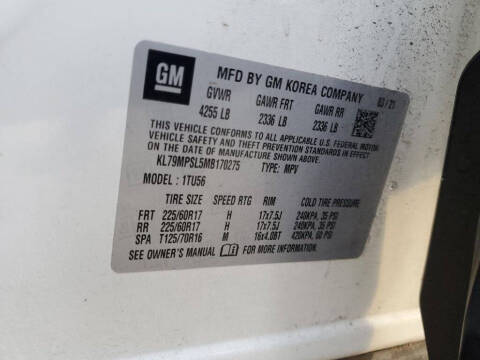 GM
MFD BY GM KOREA COMPANY 03/21
GVWR GAWR FRT GAWR RR
4255 LB 2336 LB 2336 LB
THIS VEHICLE CONFORMS TO ALL APPLICABLE U.S. FEDERAL MOTOR
VEHICLE SAFETY, BUMPER, AND THEFT PREVENTION STANDARDS IN
EFFECT ON THE DATE OF MANUFACTURE SHOWN ABOVE.
KL79MPSL5MB170275 TYPE: MPV
MODEL: 1TU56
TIRE SIZE SPEED RTG RIM
FRT 225/60R17 H 17x7.5J 240KPA, 35 PSI
RR 225/60R17 H 17x7.5J 240KPA, 35 PSI
SPA T125/70R16 M 16x4.0BT 420KPA, 60 PSI
SEE OWNER'S MANUAL FOR MORE INFORMATION.